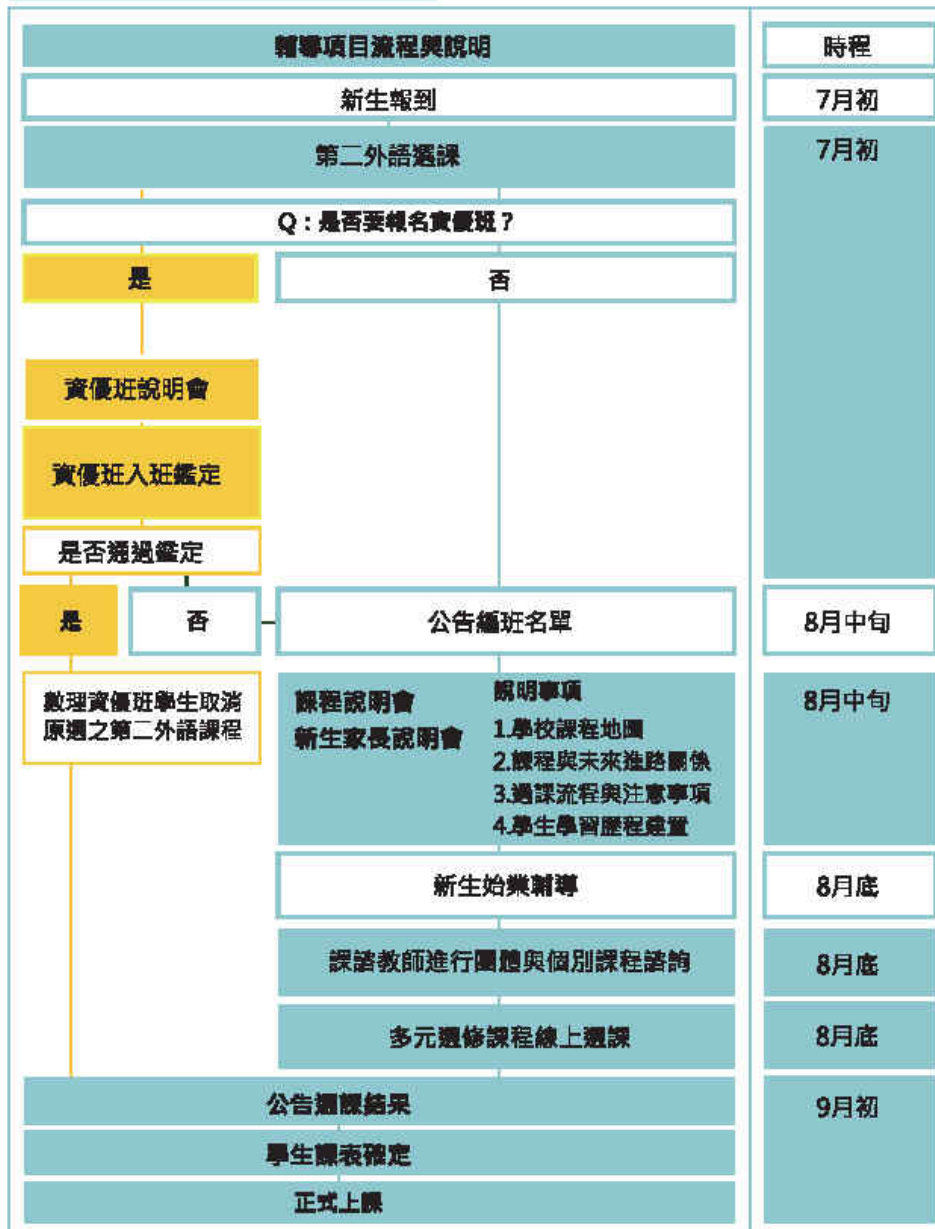 輔導項目流程與說明
時程
新生報到
7月初
第二外語選課
7月初
Q：是否要報名資優班？
是
否
資優班說明會
資優班入班鑑定
是否通過鑑定
是
否
公告編班名單
8月中旬
數理資優班學生取消
原選之第二外語課程
課程說明會
新生家長說明會
說明事項
1.學校課程地圖
2.課程與未來進路關係
3.選課流程與注意事項
4.學生學習歷程建置
8月中旬
新生始業輔導
8月底
課諮教師進行團體與個別課程諮詢
8月底
多元選修課程線上選課
8月底
公告選課結果
9月初
學生課表確定
正式上課